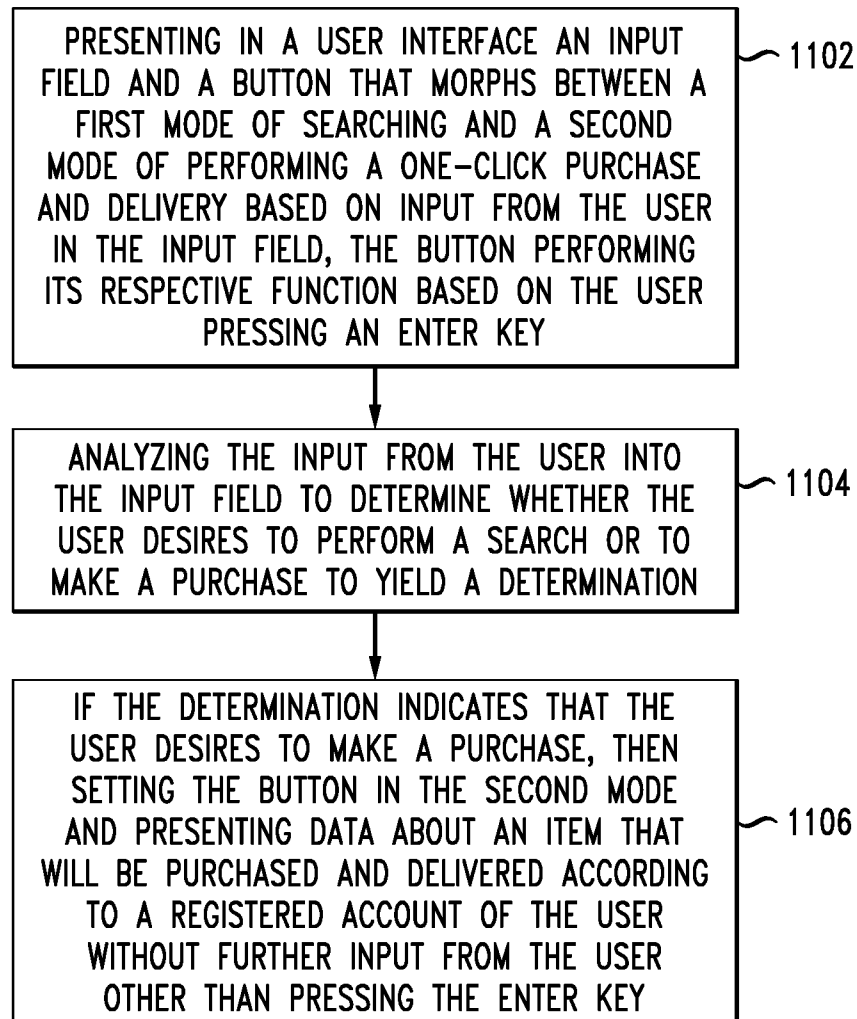 PRESENTING IN A USER INTERFACE AN INPUT
FIELD AND A BUTTON THAT MORPHS BETWEEN A
FIRST MODE OF SEARCHING AND A SECOND
MODE OF PERFORMING A ONE-CLICK PURCHASE
AND DELIVERY BASED ON INPUT FROM THE USER
IN THE INPUT FIELD, THE BUTTON PERFORMING
ITS RESPECTIVE FUNCTION BASED ON THE USER
PRESSING AN ENTER KEY
1102
ANALYZING THE INPUT FROM THE USER INTO
THE INPUT FIELD TO DETERMINE WHETHER THE
USER DESIRES TO PERFORM A SEARCH OR TO
MAKE A PURCHASE TO YIELD A DETERMINATION
1104
IF THE DETERMINATION INDICATES THAT THE
USER DESIRES TO MAKE A PURCHASE, THEN
SETTING THE BUTTON IN THE SECOND MODE
AND PRESENTING DATA ABOUT AN ITEM THAT
WILL BE PURCHASED AND DELIVERED ACCORDING
TO A REGISTERED ACCOUNT OF THE USER
WITHOUT FURTHER INPUT FROM THE USER
OTHER THAN PRESSING THE ENTER KEY
1106